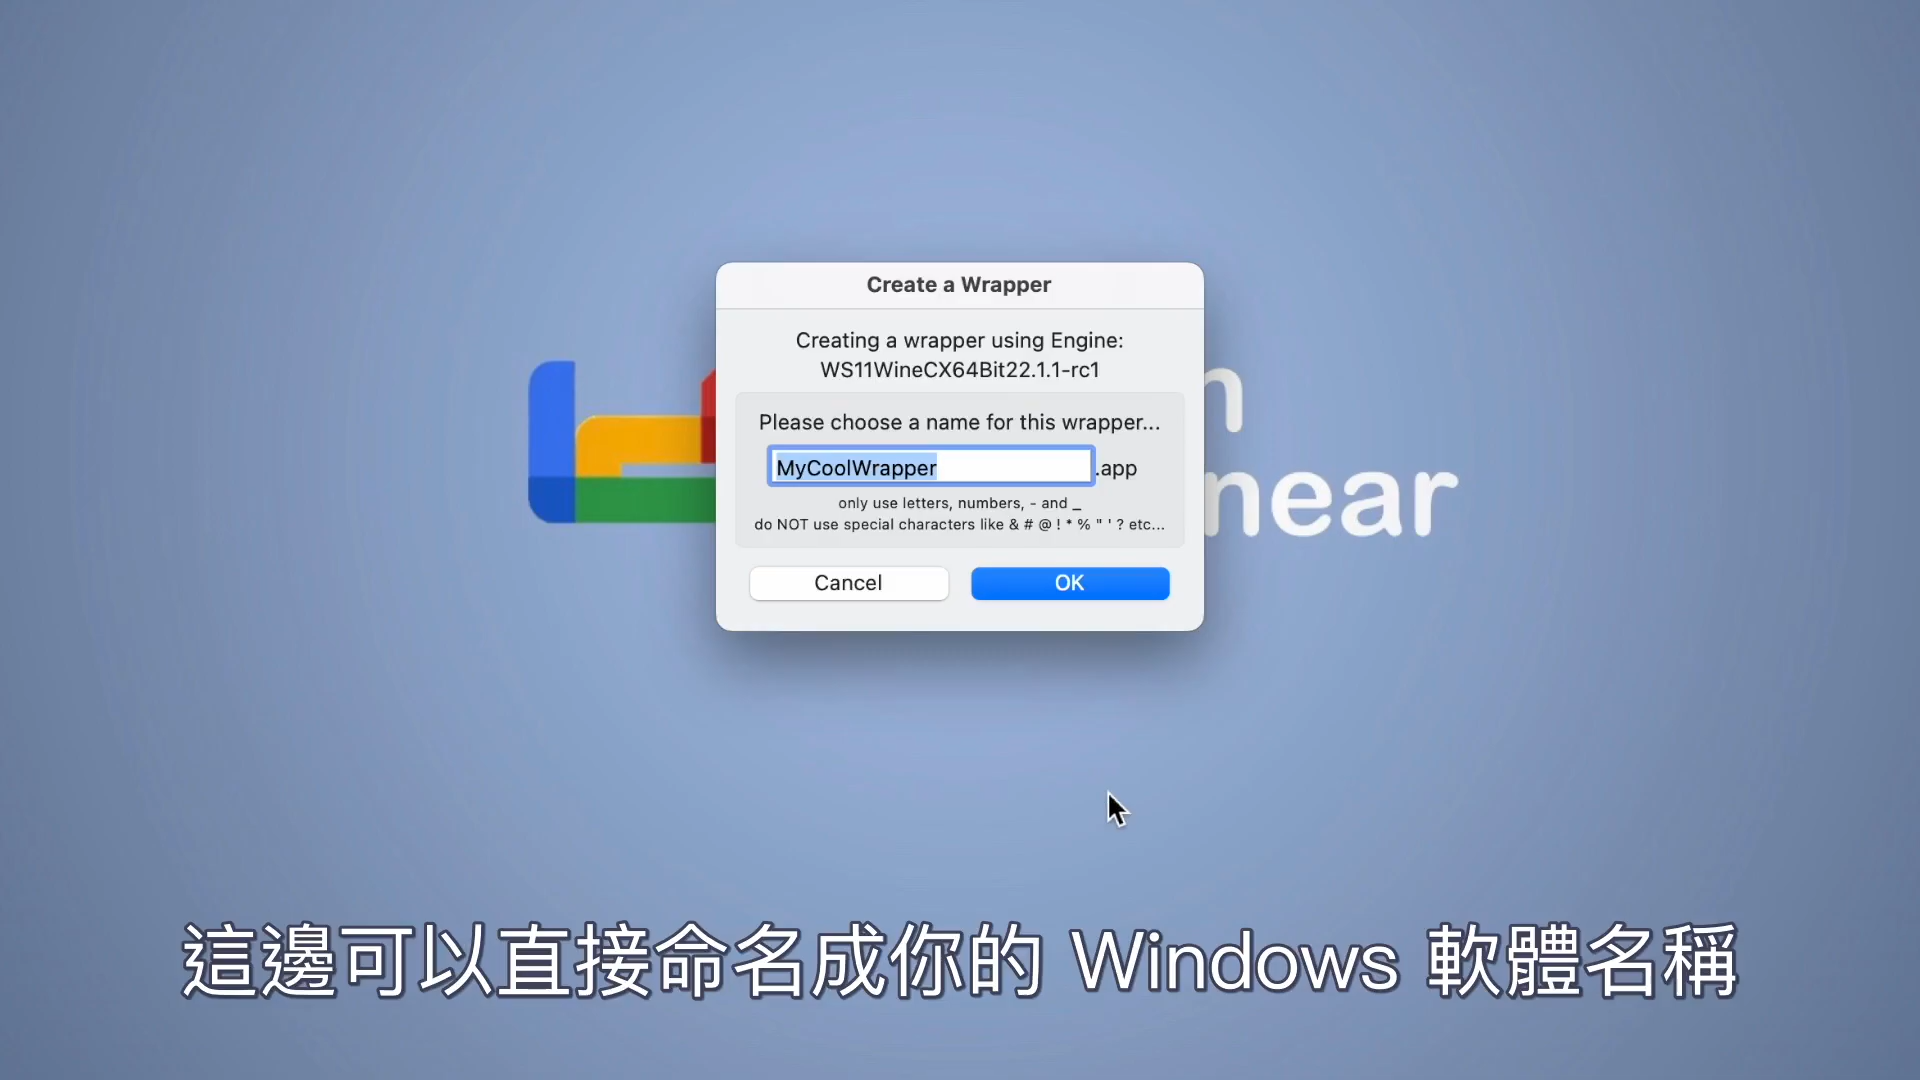 Create a Wrapper
Creating a wrapper using Engine:
WS11WineCX64Bit22.1.1-rc1
Please choose a name for this wrapper...
MyCoolWrapper .app
only use letters, numbers, - and _
do NOT use special characters like & # @ ! * % " ' ? etc...
Cancel OK
n
near
這邊可以直接命名成你的 Windows 軟體名稱